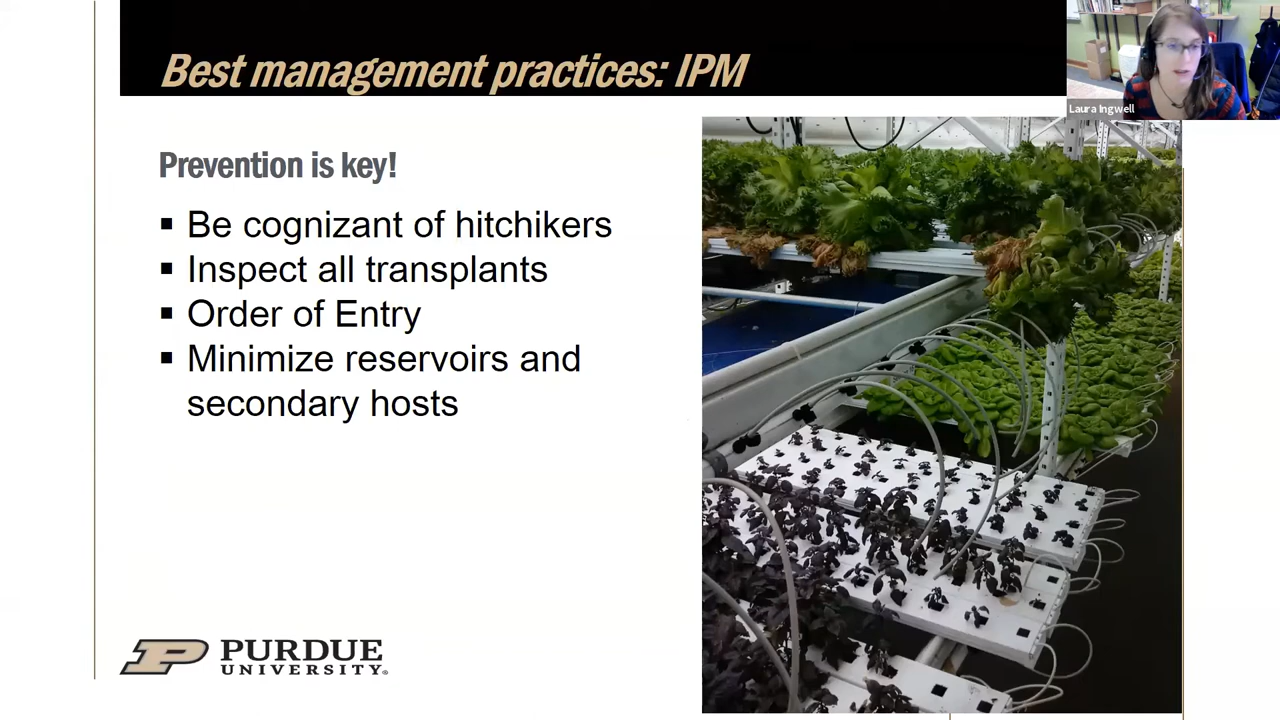 Best management practices: IPM
Laura Ingwell
Prevention is key!
▪ Be cognizant of hitchikers
▪ Inspect all transplants
▪ Order of Entry
▪ Minimize reservoirs and
secondary hosts
P PURDUE
UNIVERSITY®